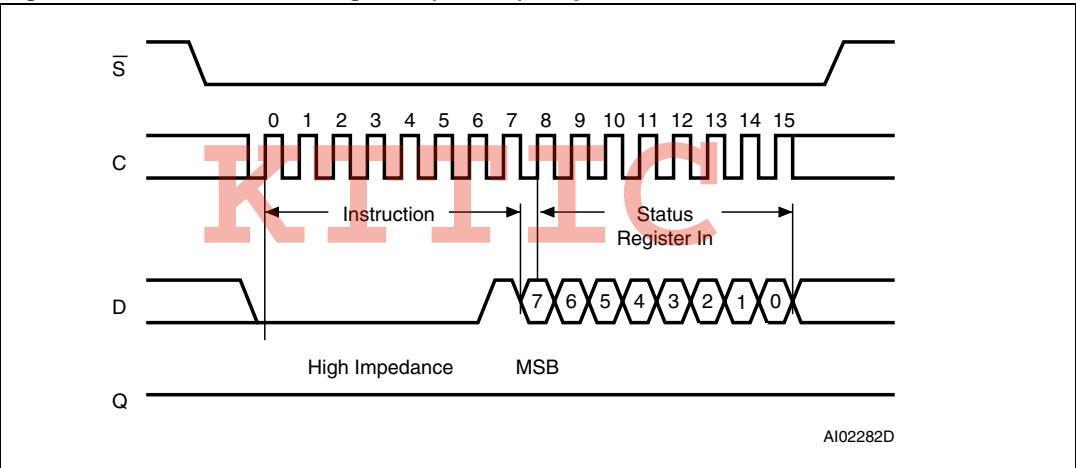 S
0 1 2 3 4 5 6 7 8 9 10 11 12 13 14 15
C
KTTIC
Instruction
Status
Register In
D
7 6 5 4 3 2 1 0
High Impedance
MSB
Q
AI02282D